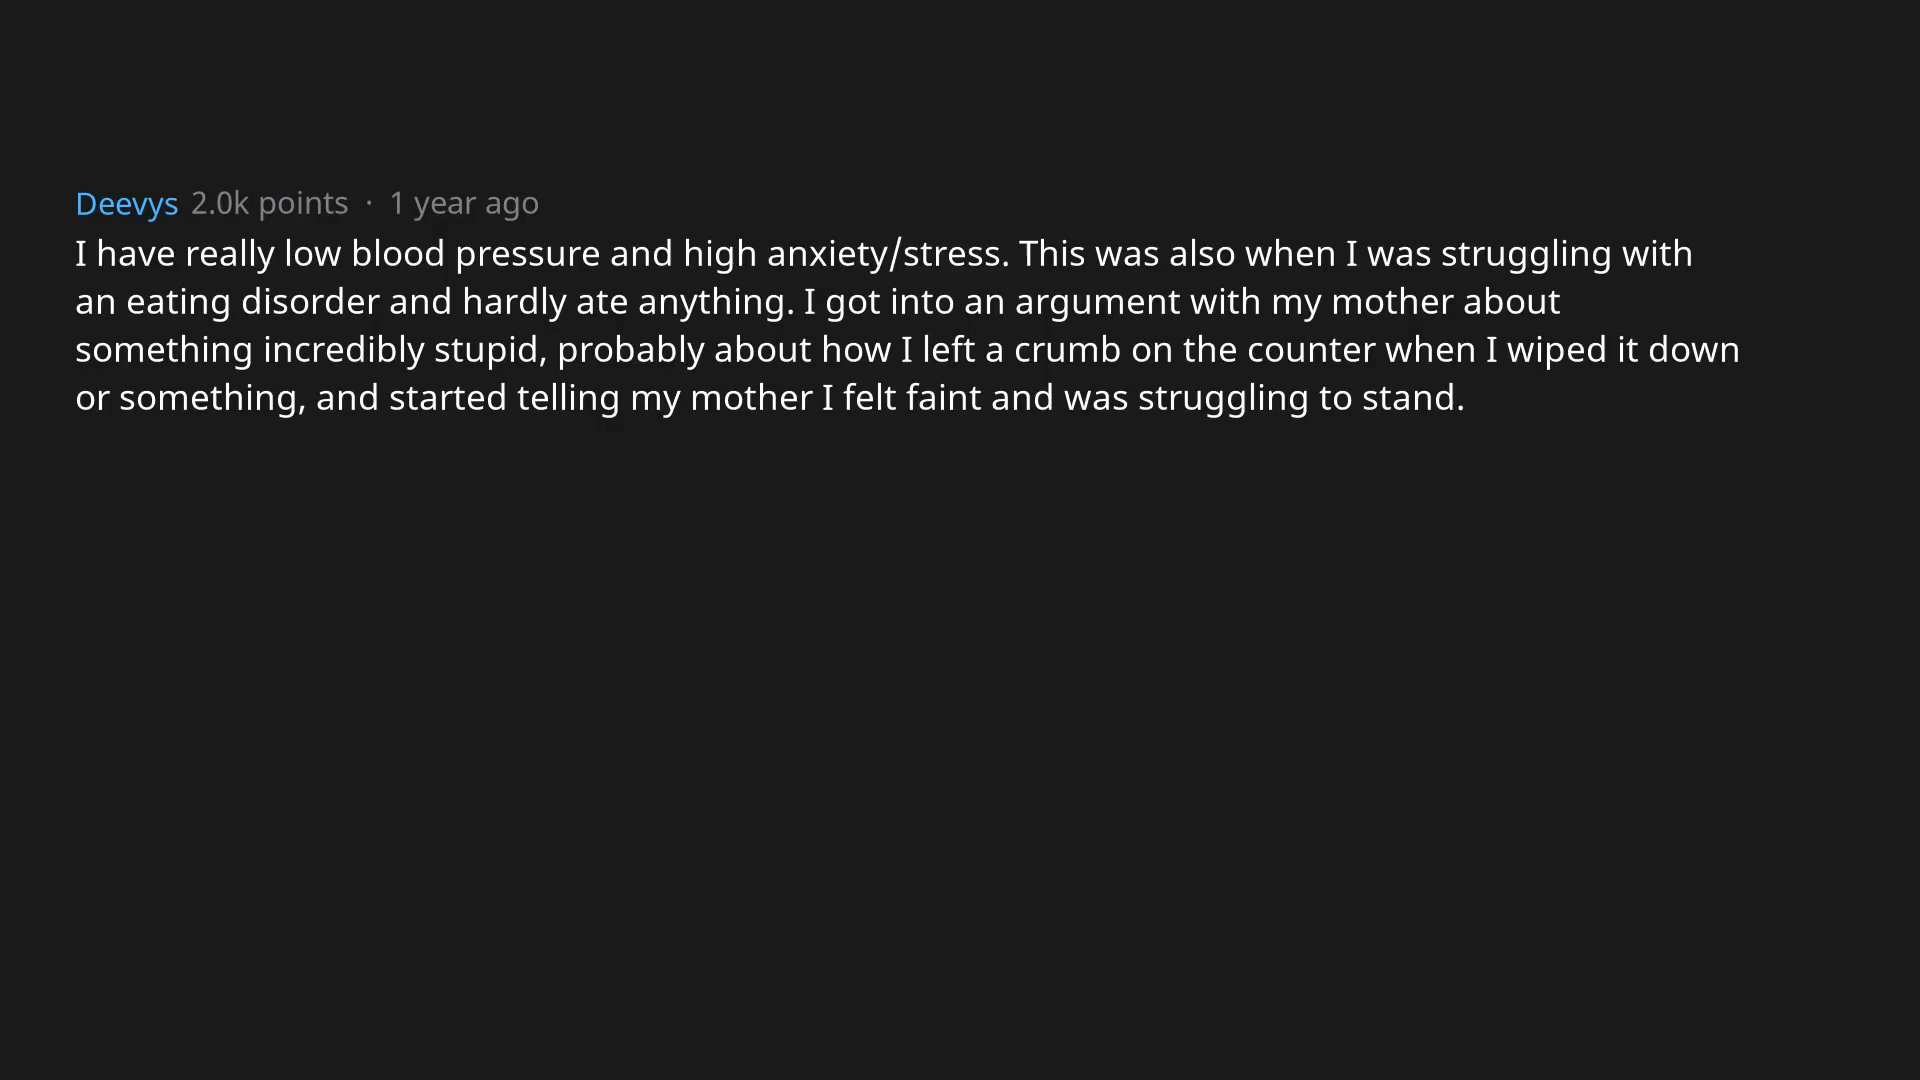 Deevys 2.0k points · 1 year ago
I have really low blood pressure and high anxiety/stress. This was also when I was struggling with
an eating disorder and hardly ate anything. I got into an argument with my mother about
something incredibly stupid, probably about how I left a crumb on the counter when I wiped it down
or something, and started telling my mother I felt faint and was struggling to stand.